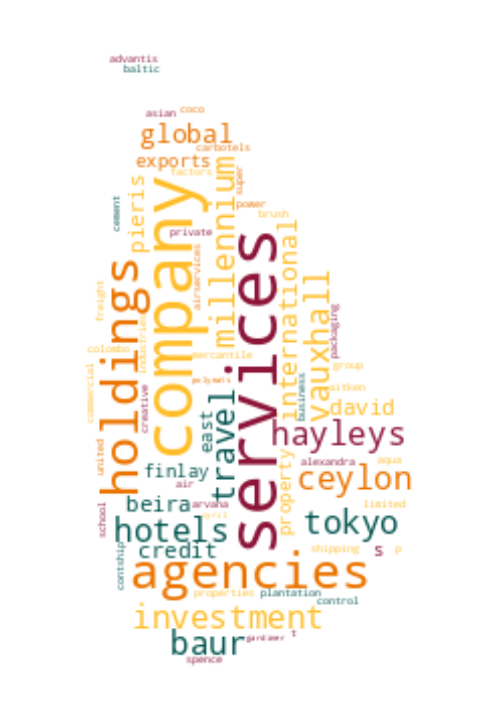 advantis
baltic
asian
coco
global
carbotels
exports
factors
super
power
brush
cement
pieris
company
millennium
private
services
international
airservices
holdings
vauxhall
packaging
freight
industries
colombo
mercantile
group
polymats
commercial
creative
east
travel
business
aitken
david
hayleys
united
finlay
air
property
alexandra
aqua
ceylon
school
beira
arvana
limited
hotels
tokyo
credit
contship
shipping
s
p
agencies
properties
plantation
control
investment
baur
gardiner
t
spence